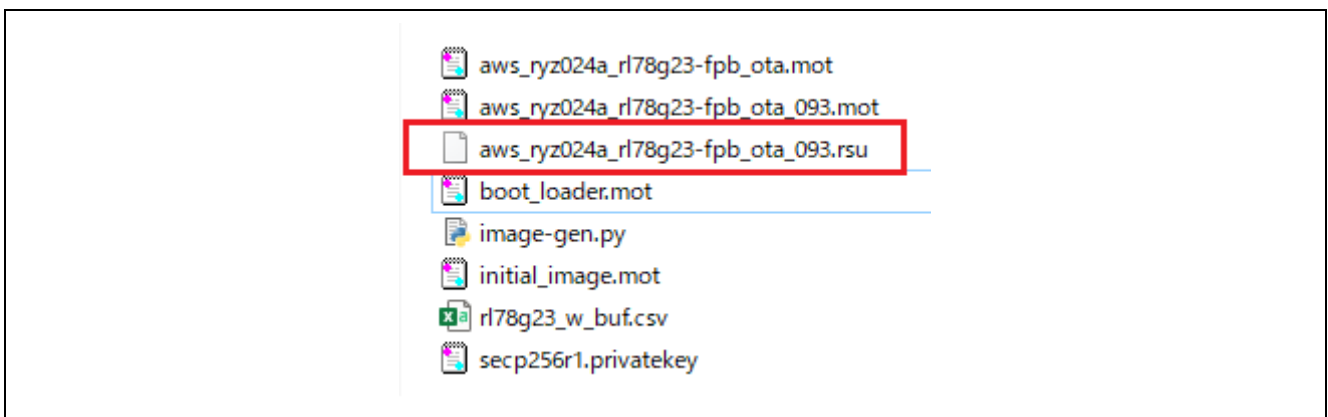 aws_ryz024a_rl78g23-fpb_ota.mot
aws_ryz024a_rl78g23-fpb_ota_093.mot
aws_ryz024a_rl78g23-fpb_ota_093.rsu
boot_loader.mot
image-gen.py
initial_image.mot
rl78g23_w_buf.csv
secp256r1.privatekey